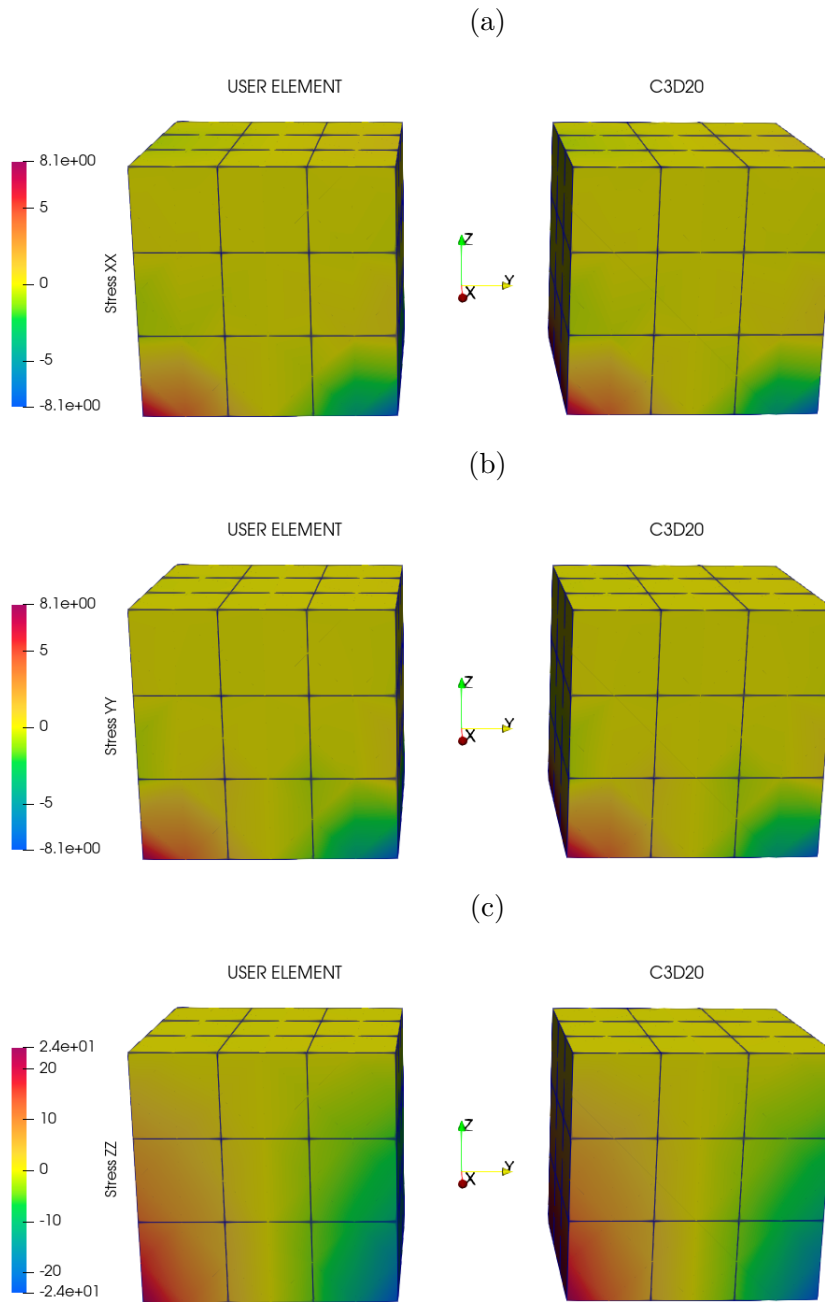 (a)
USER ELEMENT C3D20
8.1e+00
5
0
-5
-8.1e+00
Stress XX
Z
Y
X
(b)
USER ELEMENT C3D20
8.1e+00
5
0
-5
-8.1e+00
Stress YY
Z
Y
X
(c)
USER ELEMENT C3D20
2.4e+01
20
10
0
-10
-20
-2.4e+01
Stress ZZ
Z
Y
X